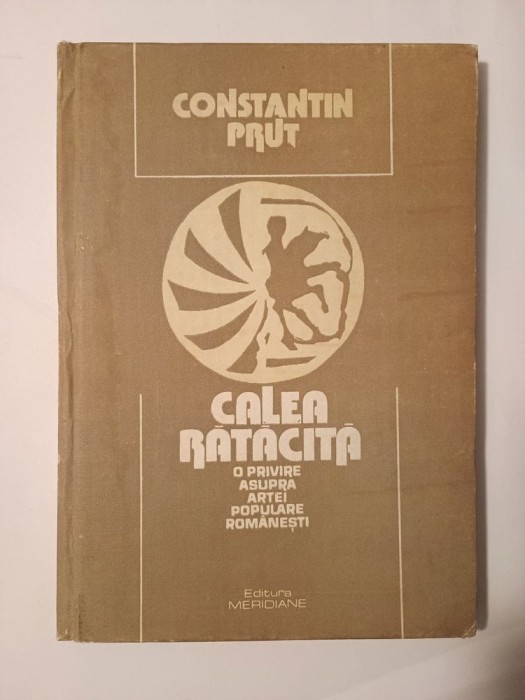 CONSTANTIN
PRUT
CALEA
RĂTĂCITĂ
O PRIVIRE
ASUPRA
ARTEI
POPULARE
ROMÂNEȘTI
Editura
MERIDIANE